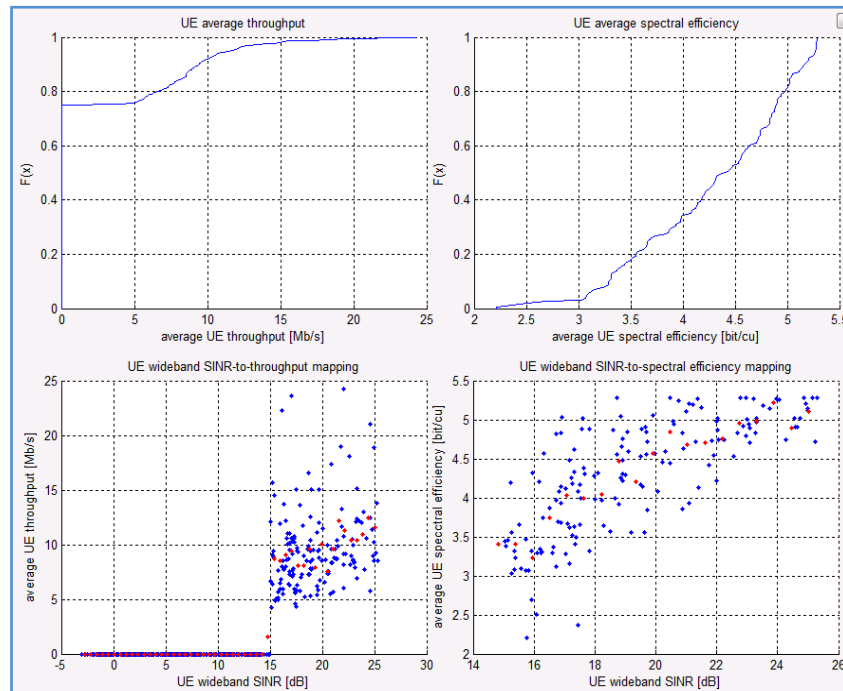 UE average throughput
1
0.8
0.6
0.4
0.2
0
F(x)
0 5 10 15 20 25
average UE throughput [Mb/s]
UE average spectral efficiency
1
0.8
0.6
0.4
0.2
0
F(x)
2 2.5 3 3.5 4 4.5 5 5.5
average UE spectral efficiency [bit/cu]
UE wideband SINR-to-throughput mapping
25
20
15
10
5
0
average UE throughput [Mb/s]
-5 0 5 10 15 20 25 30
UE wideband SINR [dB]
UE wideband SINR-to-spectral efficiency mapping
5.5
5
4.5
4
3.5
3
2.5
2
average UE specctral efficiency [bit/cu]
14 16 18 20 22 24 26
UE wideband SINR [dB]